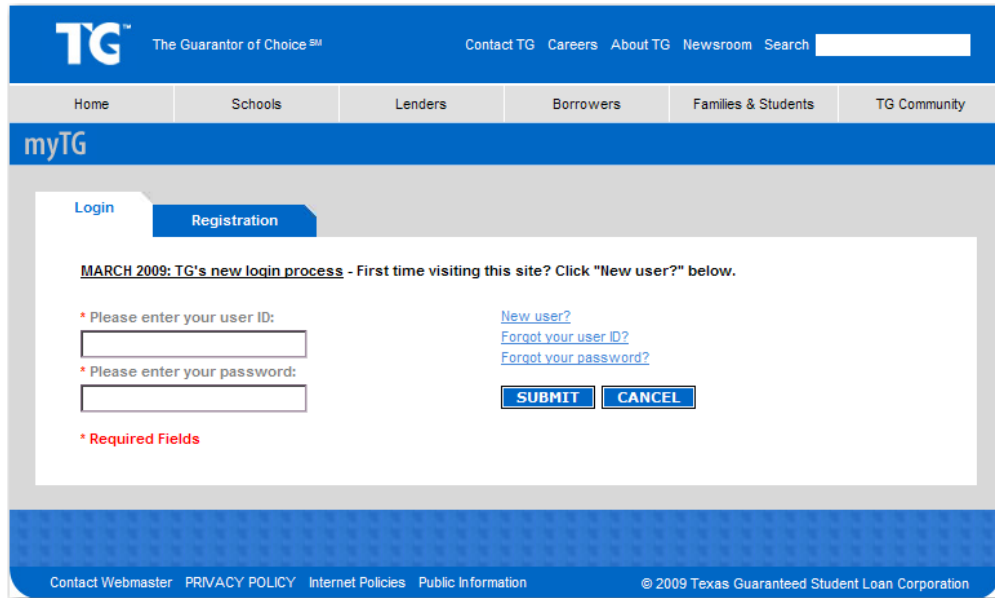 TG™ The Guarantor of Choice SM Contact TG Careers About TG Newsroom Search
Home Schools Lenders Borrowers Families & Students TG Community
myTG
Login
Registration
MARCH 2009: TG's new login process - First time visiting this site? Click "New user?" below.
* Please enter your user ID:
* Please enter your password:
* Required Fields
New user?
Forgot your user ID?
Forgot your password?
SUBMIT CANCEL
Contact Webmaster PRIVACY POLICY Internet Policies Public Information © 2009 Texas Guaranteed Student Loan Corporation